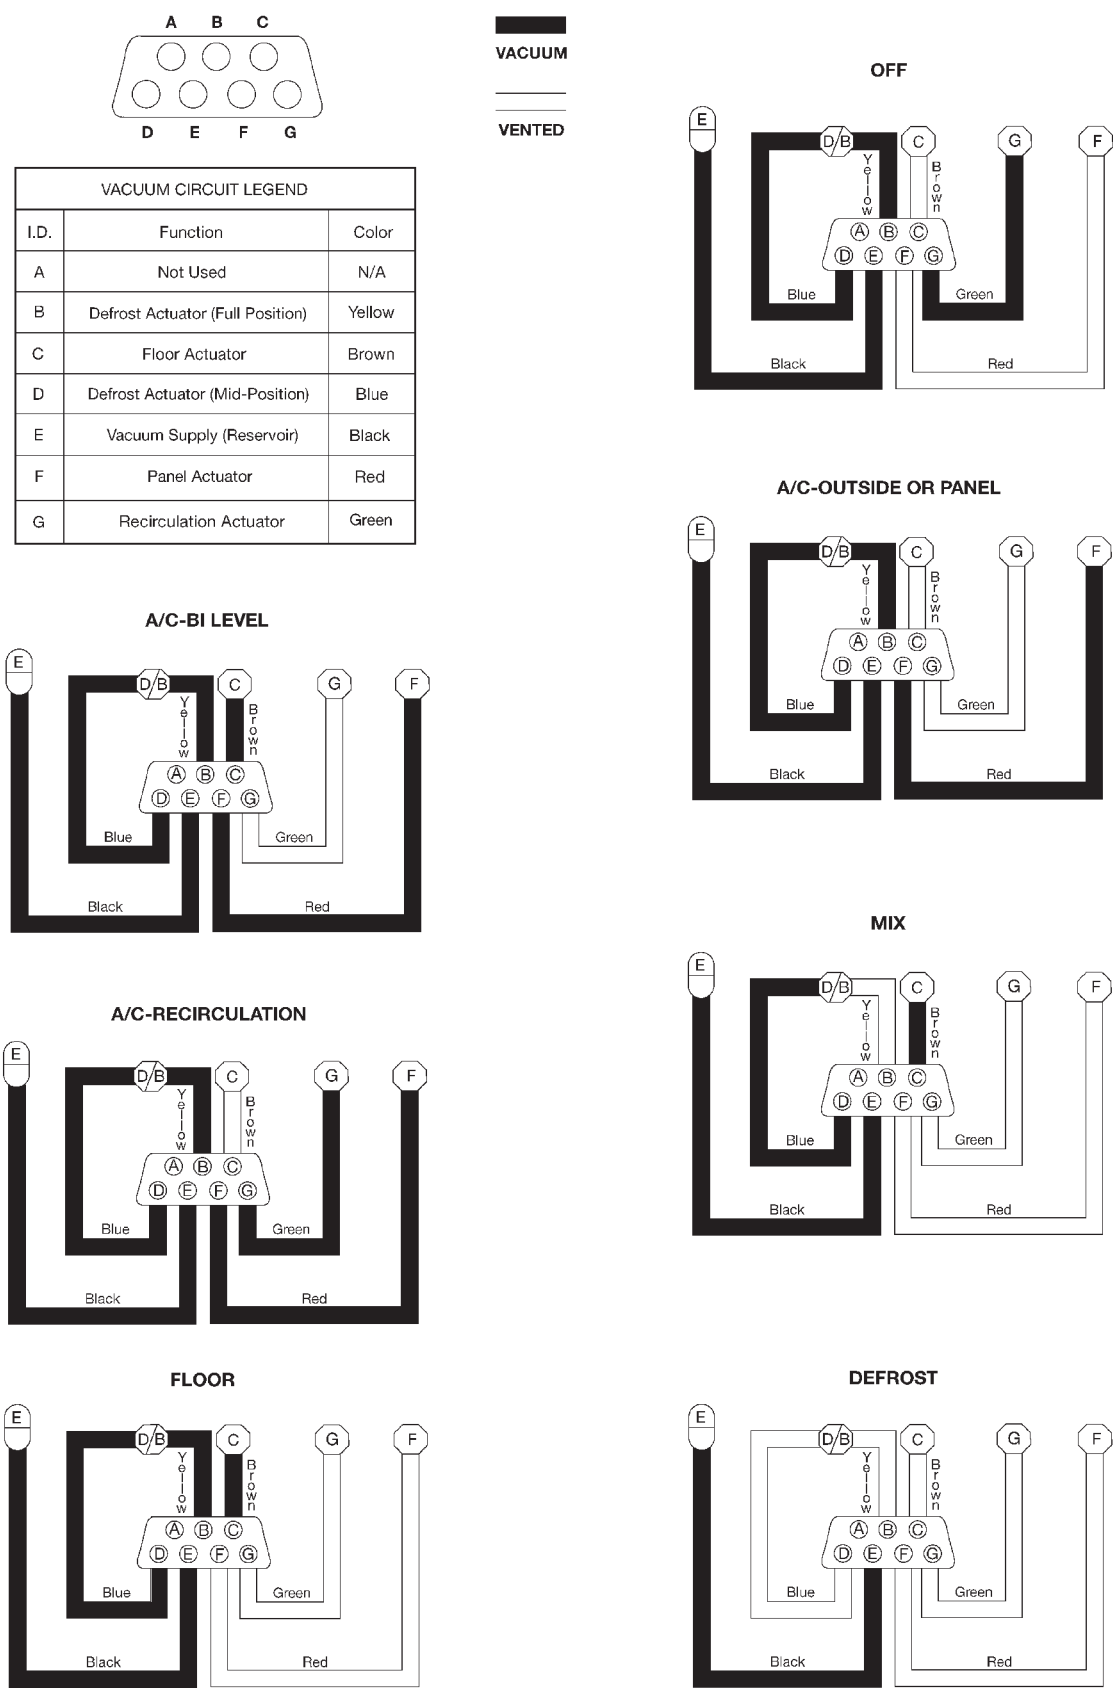 A B C
D E F G
VACUUM
VENTED
VACUUM CIRCUIT LEGEND
I.D. Function Color
A Not Used N/A
B Defrost Actuator (Full Position) Yellow
C Floor Actuator Brown
D Defrost Actuator (Mid-Position) Blue
E Vacuum Supply (Reservoir) Black
F Panel Actuator Red
G Recirculation Actuator Green
OFF
E D/B C G F
Yellow Brown
A B C
D E F G
Blue Green
Black Red
A/C-OUTSIDE OR PANEL
E D/B C G F
Yellow Brown
A B C
D E F G
Blue Green
Black Red
A/C-BI LEVEL
E D/B C G F
Yellow Brown
A B C
D E F G
Blue Green
Black Red
MIX
E D/B C G F
Yellow Brown
A B C
D E F G
Blue Green
Black Red
A/C-RECIRCULATION
E D/B C G F
Yellow Brown
A B C
D E F G
Blue Green
Black Red
FLOOR
E D/B C G F
Yellow Brown
A B C
D E F G
Blue Green
Black Red
DEFROST
E D/B C G F
Yellow Brown
A B C
D E F G
Blue Green
Black Red